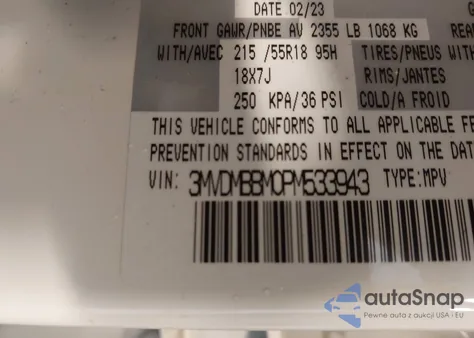 DATE 02/23
FRONT GAWR/PNBE AV 2355 LB 1068 KG REA
WITH/AVEC 215 /55R18 95H TIRES/PNEUS WITH
18X7J RIMS/JANTES
250 KPA/36 PSI COLD/A FROID
THIS VEHICLE CONFORMS TO ALL APPLICABLE FE
PREVENTION STANDARDS IN EFFECT ON THE D
VIN: 3MVDMBBM0PM533943 TYPE:MPV
autoSnap
Pewne auta z aukcji USA - EU